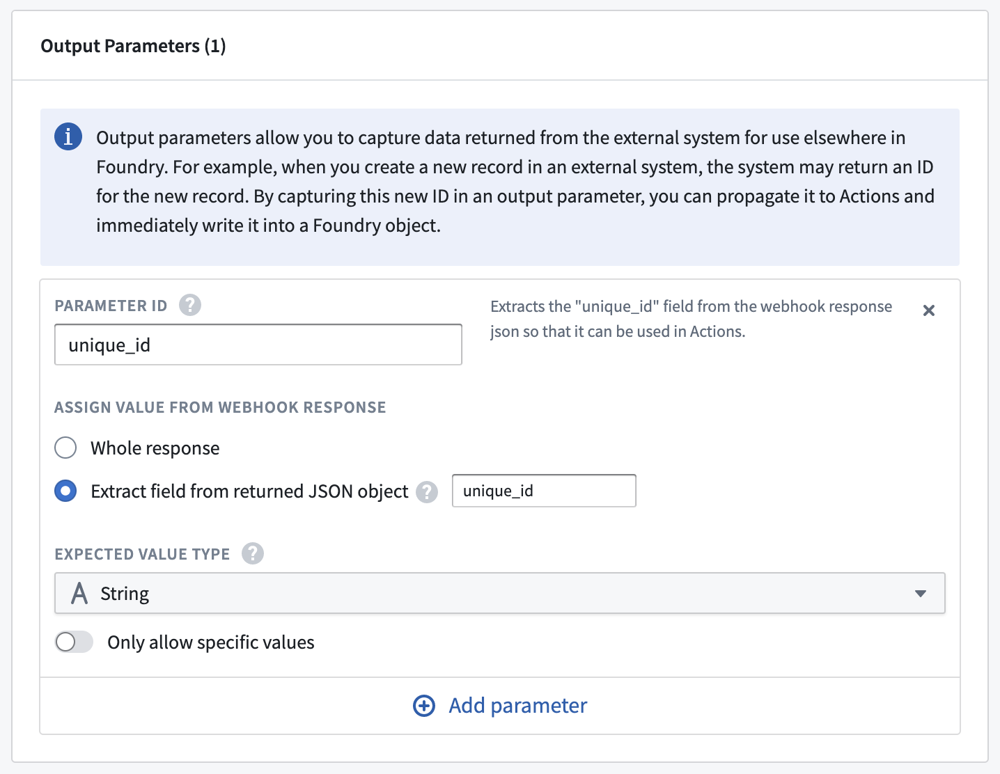 Output Parameters (1)
Output parameters allow you to capture data returned from the external system for use elsewhere in
Foundry. For example, when you create a new record in an external system, the system may return an ID
for the new record. By capturing this new ID in an output parameter, you can propagate it to Actions and
immediately write it into a Foundry object.
PARAMETER ID
unique_id
Extracts the "unique_id" field from the webhook response
json so that it can be used in Actions.
ASSIGN VALUE FROM WEBHOOK RESPONSE
Whole response
Extract field from returned JSON object
unique_id
EXPECTED VALUE TYPE
String
Only allow specific values
Add parameter